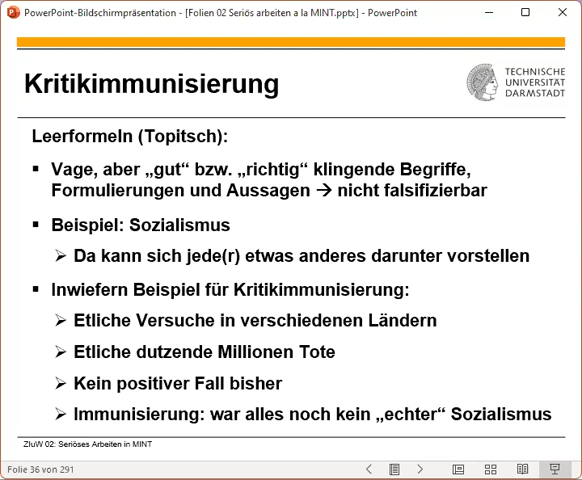 PowerPoint-Bildschirmpräsentation - [Folien 02 Seriös arbeiten a la MINT.pptx] - PowerPoint
Kritikimmunisierung
TECHNISCHE
UNIVERSITÄT
DARMSTADT
Leerformeln (Topitsch):
▪ Vage, aber „gut“ bzw. „richtig“ klingende Begriffe,
Formulierungen und Aussagen → nicht falsifizierbar
▪ Beispiel: Sozialismus
➢ Da kann sich jede(r) etwas anderes darunter vorstellen
▪ Inwiefern Beispiel für Kritikimmunisierung:
➢ Etliche Versuche in verschiedenen Ländern
➢ Etliche dutzende Millionen Tote
➢ Kein positiver Fall bisher
➢ Immunisierung: war alles noch kein „echter“ Sozialismus
ZIuW 02: Seriöses Arbeiten in MINT
Folie 36 von 291